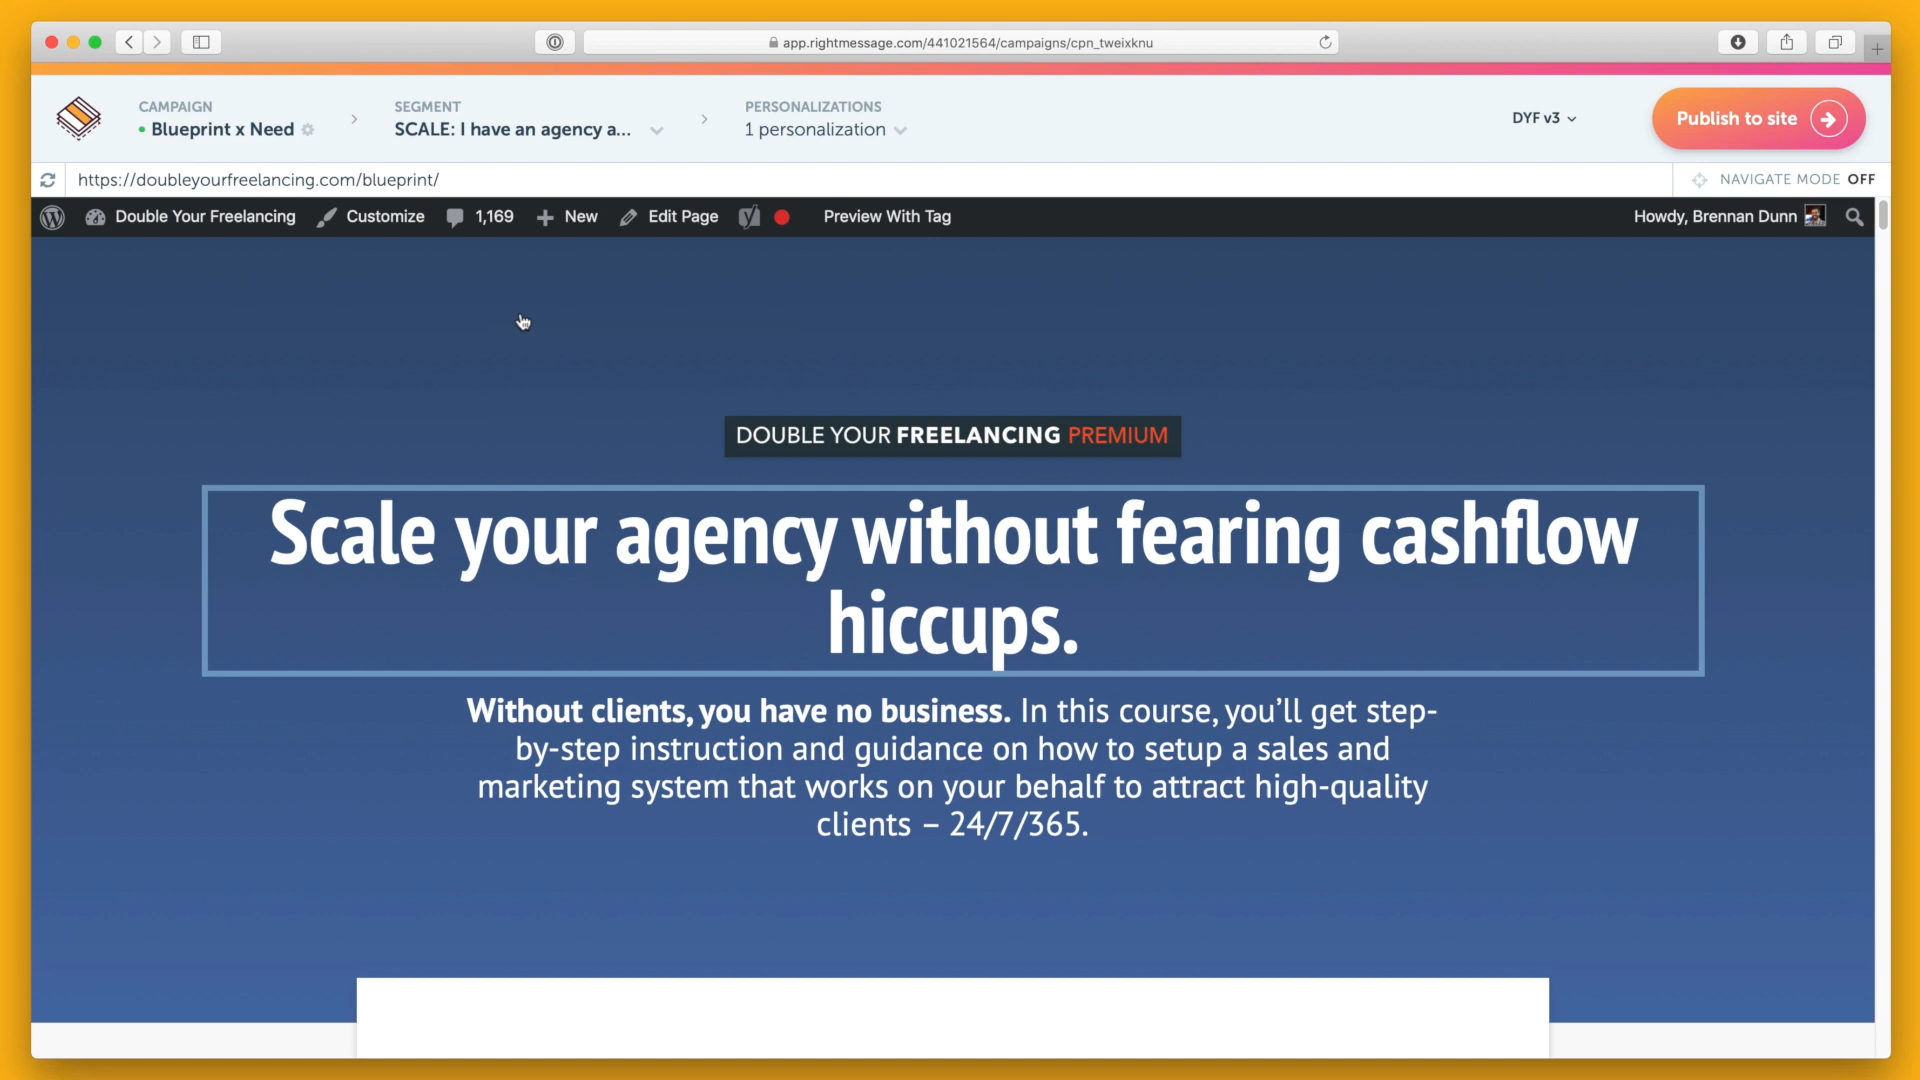 app.rightmessage.com/441021564/campaigns/cpn_tweixknu
CAMPAIGN
Blueprint x Need
SEGMENT
SCALE: I have an agency a...
PERSONALIZATIONS
1 personalization
DYF v3
Publish to site
https://doubleyourfreelancing.com/blueprint/
NAVIGATE MODE OFF
Double Your Freelancing
Customize
1,169
New
Edit Page
Preview With Tag
Howdy, Brennan Dunn
DOUBLE YOUR FREELANCING PREMIUM
Scale your agency without fearing cashflow
hiccups.
Without clients, you have no business. In this course, you’ll get step-
by-step instruction and guidance on how to setup a sales and
marketing system that works on your behalf to attract high-quality
clients – 24/7/365.